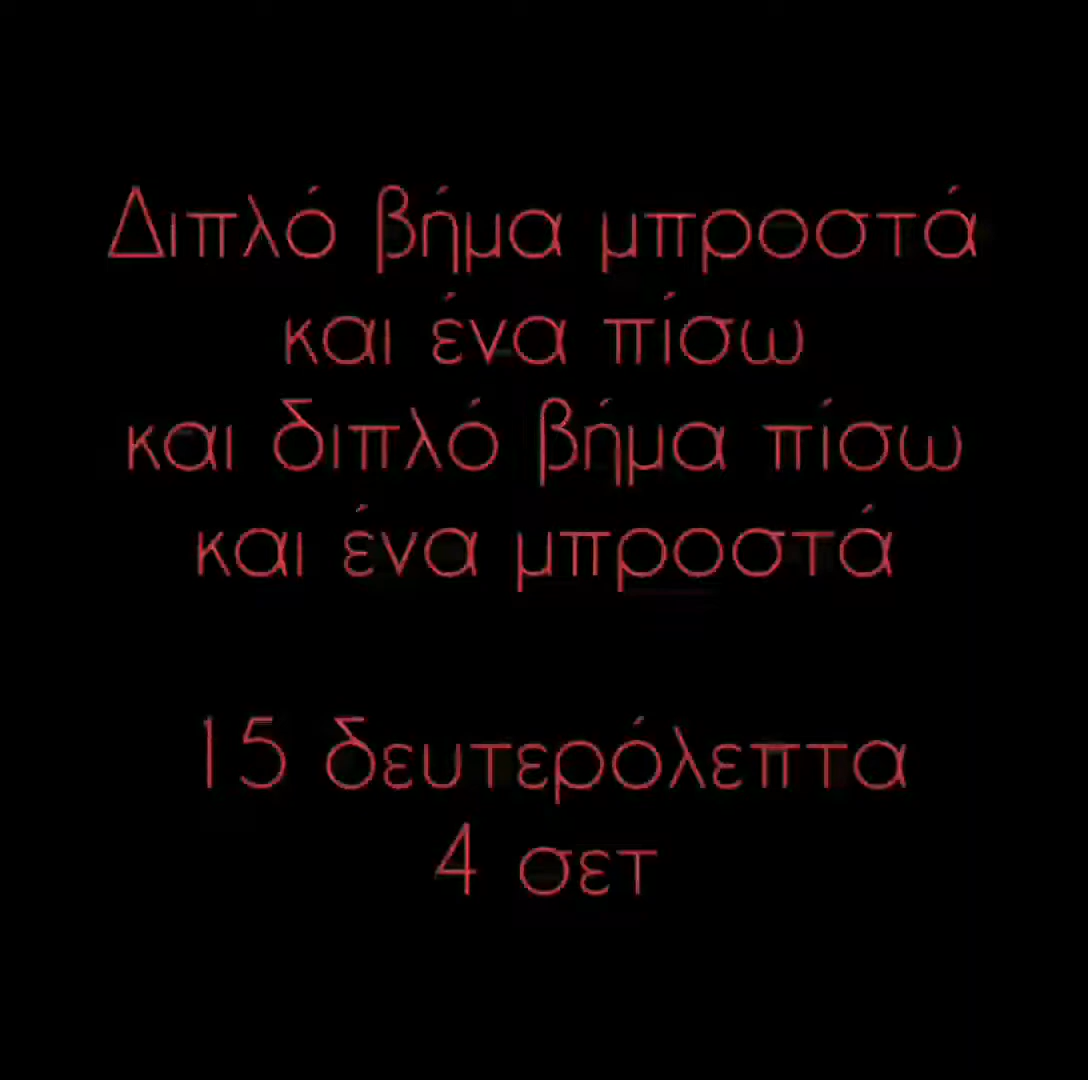 Διπλό βήμα μπροστά
και ένα πίσω
και διπλό βήμα πίσω
και ένα μπροστά
15 δευτερόλεπτα
4 σετ